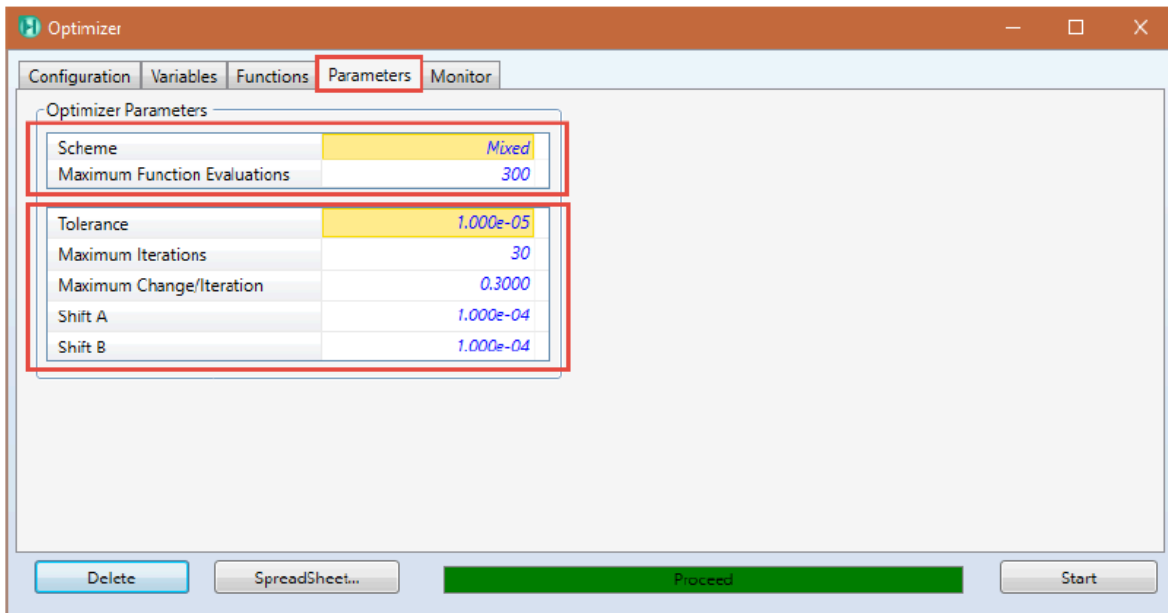 Optimizer
Configuration Variables Functions Parameters Monitor
Optimizer Parameters
Scheme Mixed
Maximum Function Evaluations 300
Tolerance 1.000e-05
Maximum Iterations 30
Maximum Change/Iteration 0.3000
Shift A 1.000e-04
Shift B 1.000e-04
Delete SpreadSheet... Proceed Start